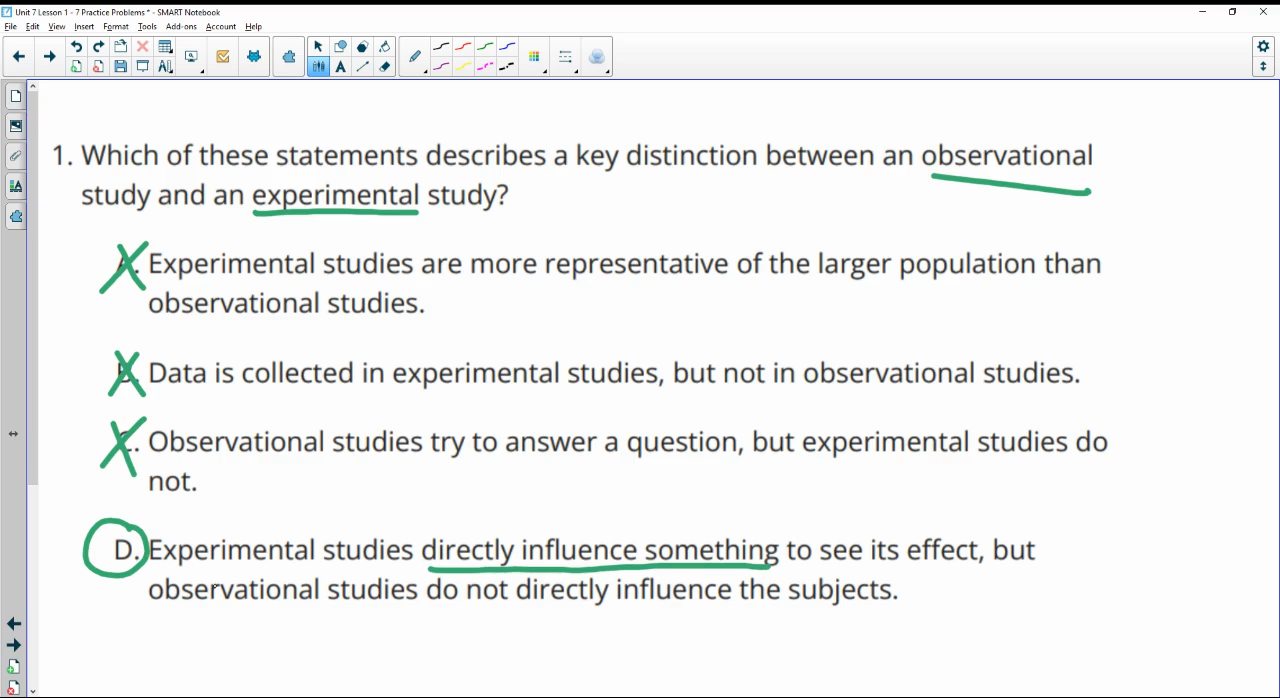 Unit 7 Lesson 1 - 7 Practice Problems * - SMART Notebook
File Edit View Insert Format Tools Add-ons Account Help
1. Which of these statements describes a key distinction between an observational
study and an experimental study?
A. Experimental studies are more representative of the larger population than
observational studies.
B. Data is collected in experimental studies, but not in observational studies.
C. Observational studies try to answer a question, but experimental studies do
not.
D. Experimental studies directly influence something to see its effect, but
observational studies do not directly influence the subjects.